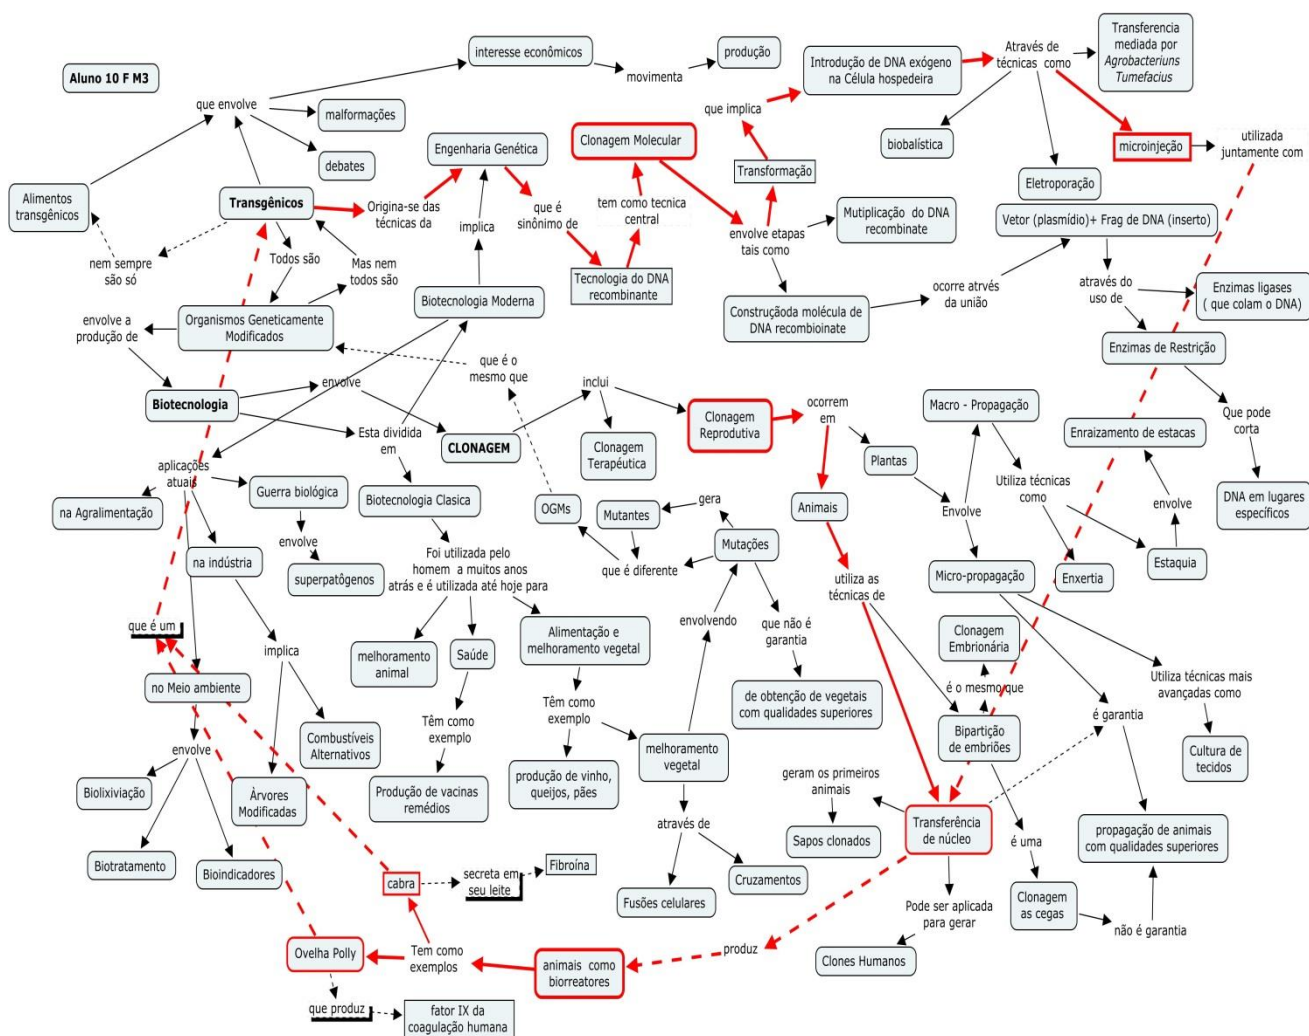 Aluno 10 F M3
interesse econômicos
movimenta
produção
que envolve
malformações
debates
Alimentos
transgênicos
Transgênicos
nem sempre
são só
Todos são
Mas nem
todos são
Origina-se das
técnicas da
Engenharia Genética
implica
que é
sinônimo de
Tecnologia do DNA
recombinante
tem como tecnica
central
Clonagem Molecular
envolve etapas
tais como
Transformação
que implica
Introdução de DNA exógeno
na Célula hospedeira
Através de
técnicas como
Transferencia
mediada por
Agrobacteriuns
Tumefacius
biobalística
Eletroporação
microinjeção
utilizada
juntamente com
Mutiplicação do DNA
recombinate
Construçãoda molécula de
DNA recombioinate
ocorre atrvés
da união
Vetor (plasmídio)+ Frag de DNA (inserto)
através do
uso de
Enzimas ligases
( que colam o DNA)
Enzimas de Restrição
Que pode
corta
DNA em lugares
específicos
envolve a
produção de
Organismos Geneticamente
Modificados
Biotecnologia Moderna
que é o
mesmo que
Biotecnologia
envolve
Esta dividida
em
CLONAGEM
inclui
Clonagem
Terapéutica
Clonagem
Reprodutiva
ocorrem
em
Plantas
Animais
Envolve
Macro - Propagação
Utiliza técnicas
como
Enraizamento de estacas
envolve
Estaquia
Enxertia
Micro-propagação
aplicações
atuais
na Agralimentação
Guerra biológica
envolve
superpatôgenos
na indústria
implica
Biotecnologia Clasica
Foi utilizada pelo
homem a muitos anos
atrás e é utilizada até hoje para
OGMs
Mutantes
gera
Mutações
que é diferente
envolvendo
que não é
garantia
de obtenção de vegetais
com qualidades superiores
utiliza as
técnicas de
Clonagem
Embrionária
é o mesmo que
Bipartição
de embriões
Utiliza técnicas mais
avançadas como
Cultura de
tecidos
é garantia
que é um
no Meio ambiente
envolve
Biolixiviação
Biotratamento
Bioindicadores
Àrvores
Modificadas
Combustíveis
Alternativos
melhoramento
animal
Saúde
Têm como
exemplo
Produção de vacinas
remédios
Alimentação e
melhoramento vegetal
Têm como
exemplo
produção de vinho,
queijos, pães
melhoramento
vegetal
através de
Fusões celulares
Cruzamentos
geram os primeiros
animais
Sapos clonados
Transferência
de núcleo
Pode ser aplicada
para gerar
Clones Humanos
é uma
Clonagem
as cegas
não é garantia
propagação de animais
com qualidades superiores
produz
animais como
biorreatores
Tem como
exemplos
cabra
secreta em
seu leite
Fibroína
Ovelha Polly
que produz
fator IX da
coagulação humana